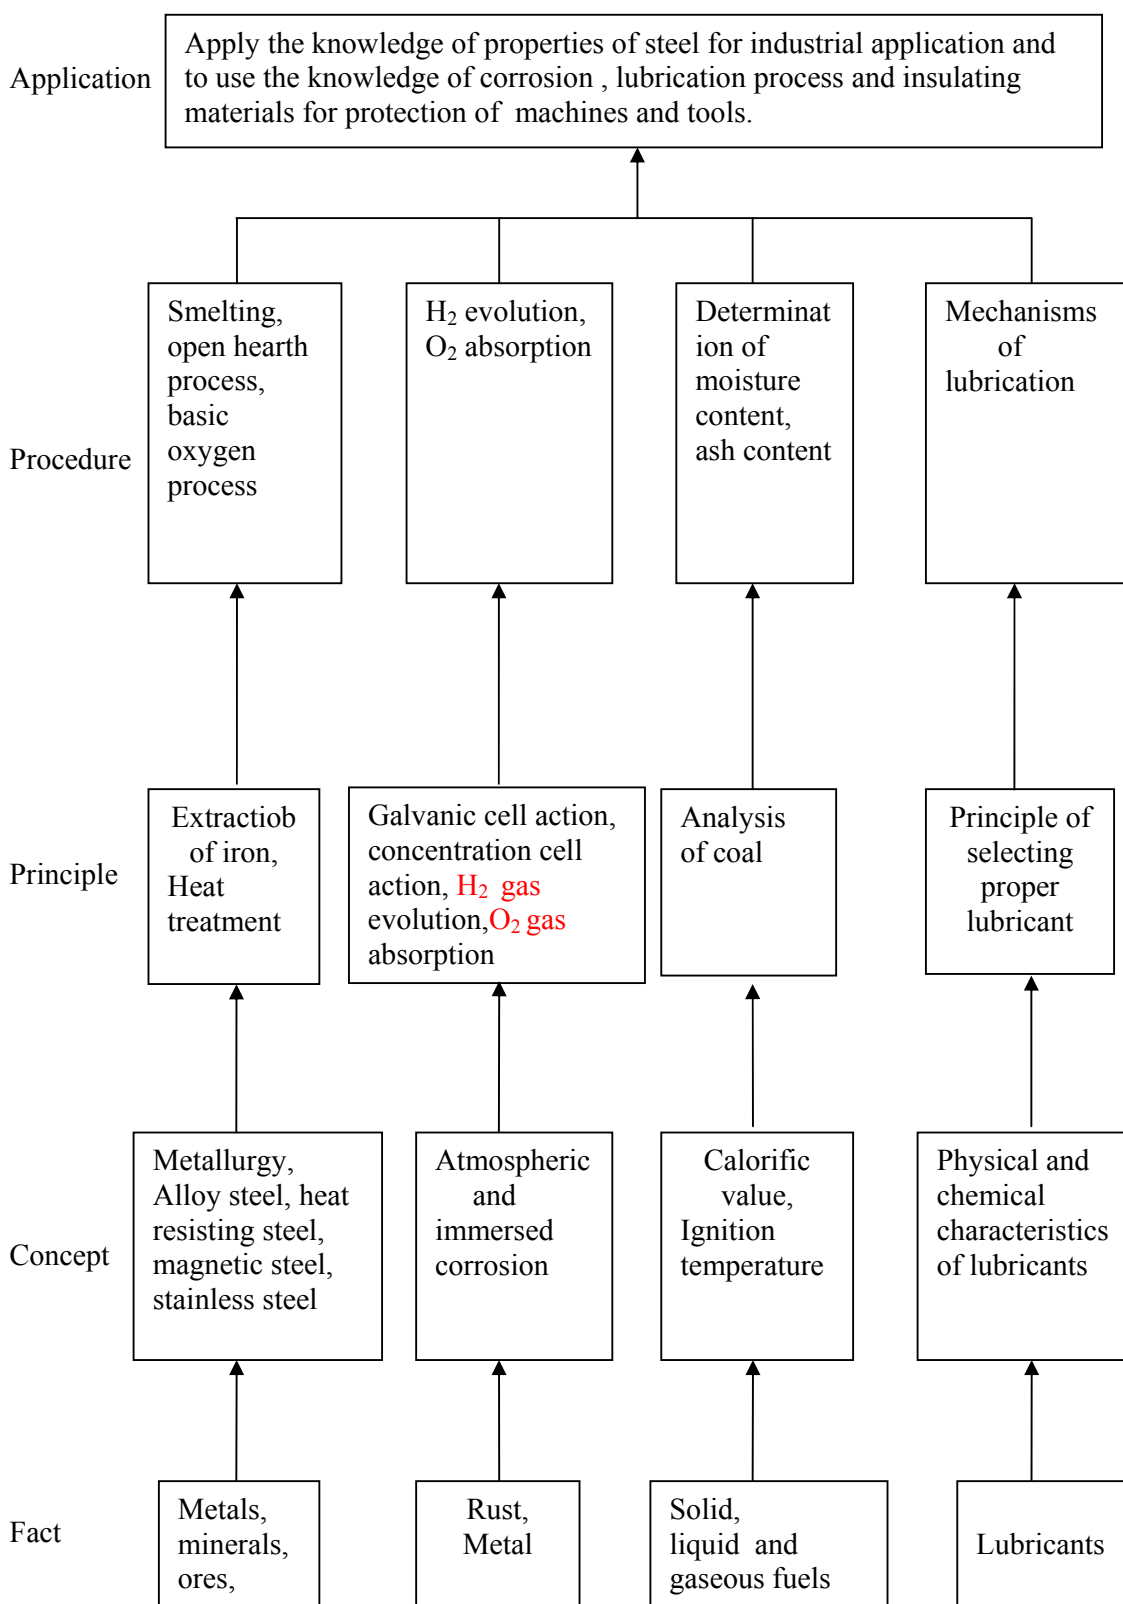 Application
Apply the knowledge of properties of steel for industrial application and
to use the knowledge of corrosion , lubrication process and insulating
materials for protection of machines and tools.
Procedure
Smelting,
open hearth
process,
basic
oxygen
process
H₂ evolution,
O₂ absorption
Determinat
ion of
moisture
content,
ash content
Mechanisms
of
lubrication
Principle
Extractiob
of iron,
Heat
treatment
Galvanic cell action,
concentration cell
action, H₂ gas
evolution,O₂ gas
absorption
Analysis
of coal
Principle of
selecting
proper
lubricant
Concept
Metallurgy,
Alloy steel, heat
resisting steel,
magnetic steel,
stainless steel
Atmospheric
and
immersed
corrosion
Calorific
value,
Ignition
temperature
Physical and
chemical
characteristics
of lubricants
Fact
Metals,
minerals,
ores,
Rust,
Metal
Solid,
liquid and
gaseous fuels
Lubricants